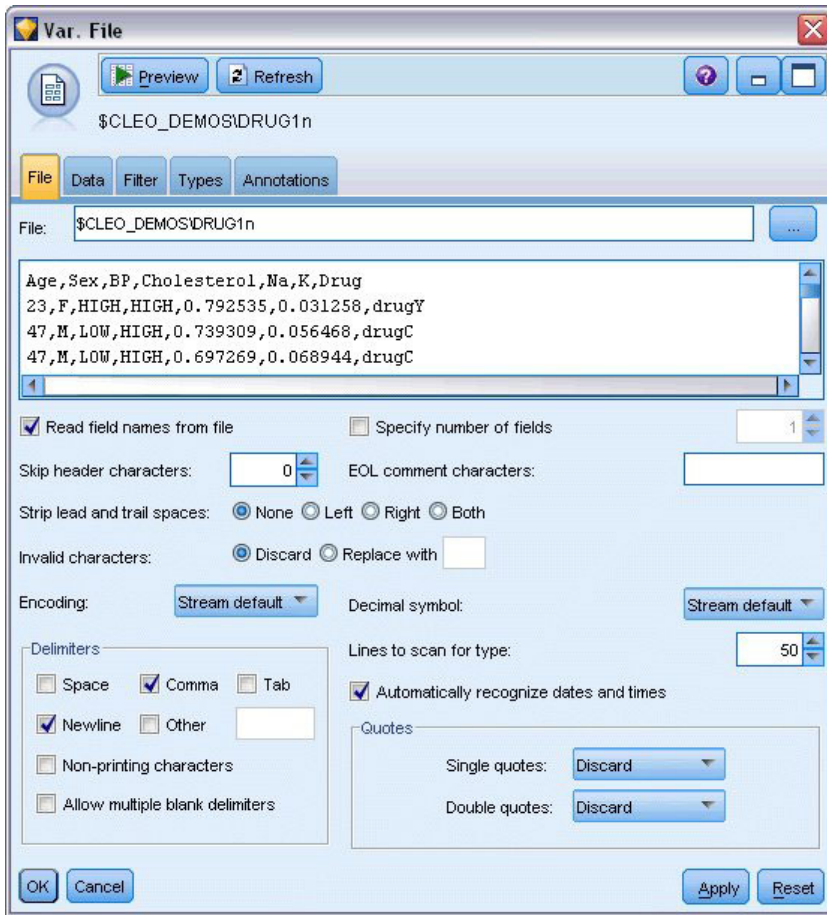 Var. File
Preview Refresh
$CLEO_DEMOS\DRUG1n
File Data Filter Types Annotations
File: $CLEO_DEMOS\DRUG1n ...
Age,Sex,BP,Cholesterol,Na,K,Drug
23,F,HIGH,HIGH,0.792535,0.031258,drugY
47,M,LOW,HIGH,0.739309,0.056468,drugC
47,M,LOW,HIGH,0.697269,0.068944,drugC
Read field names from file Specify number of fields 1
Skip header characters: 0 EOL comment characters:
Strip lead and trail spaces: None Left Right Both
Invalid characters: Discard Replace with
Encoding: Stream default Decimal symbol: Stream default
Delimiters Lines to scan for type: 50
Space Comma Tab Automatically recognize dates and times
Newline Other Quotes
Non-printing characters Single quotes: Discard
Allow multiple blank delimiters Double quotes: Discard
OK Cancel Apply Reset